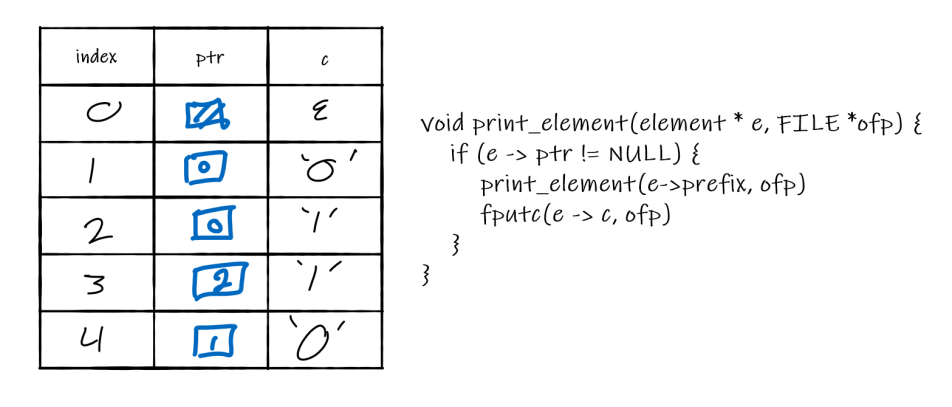 index ptr c
0 ε
1 0 '0'
2 0 '1'
3 2 '1'
4 1 '0'
void print_element(element * e, FILE *ofp) {
if (e -> ptr != NULL) {
print_element(e->prefix, ofp)
fputc(e -> c, ofp)
}
}